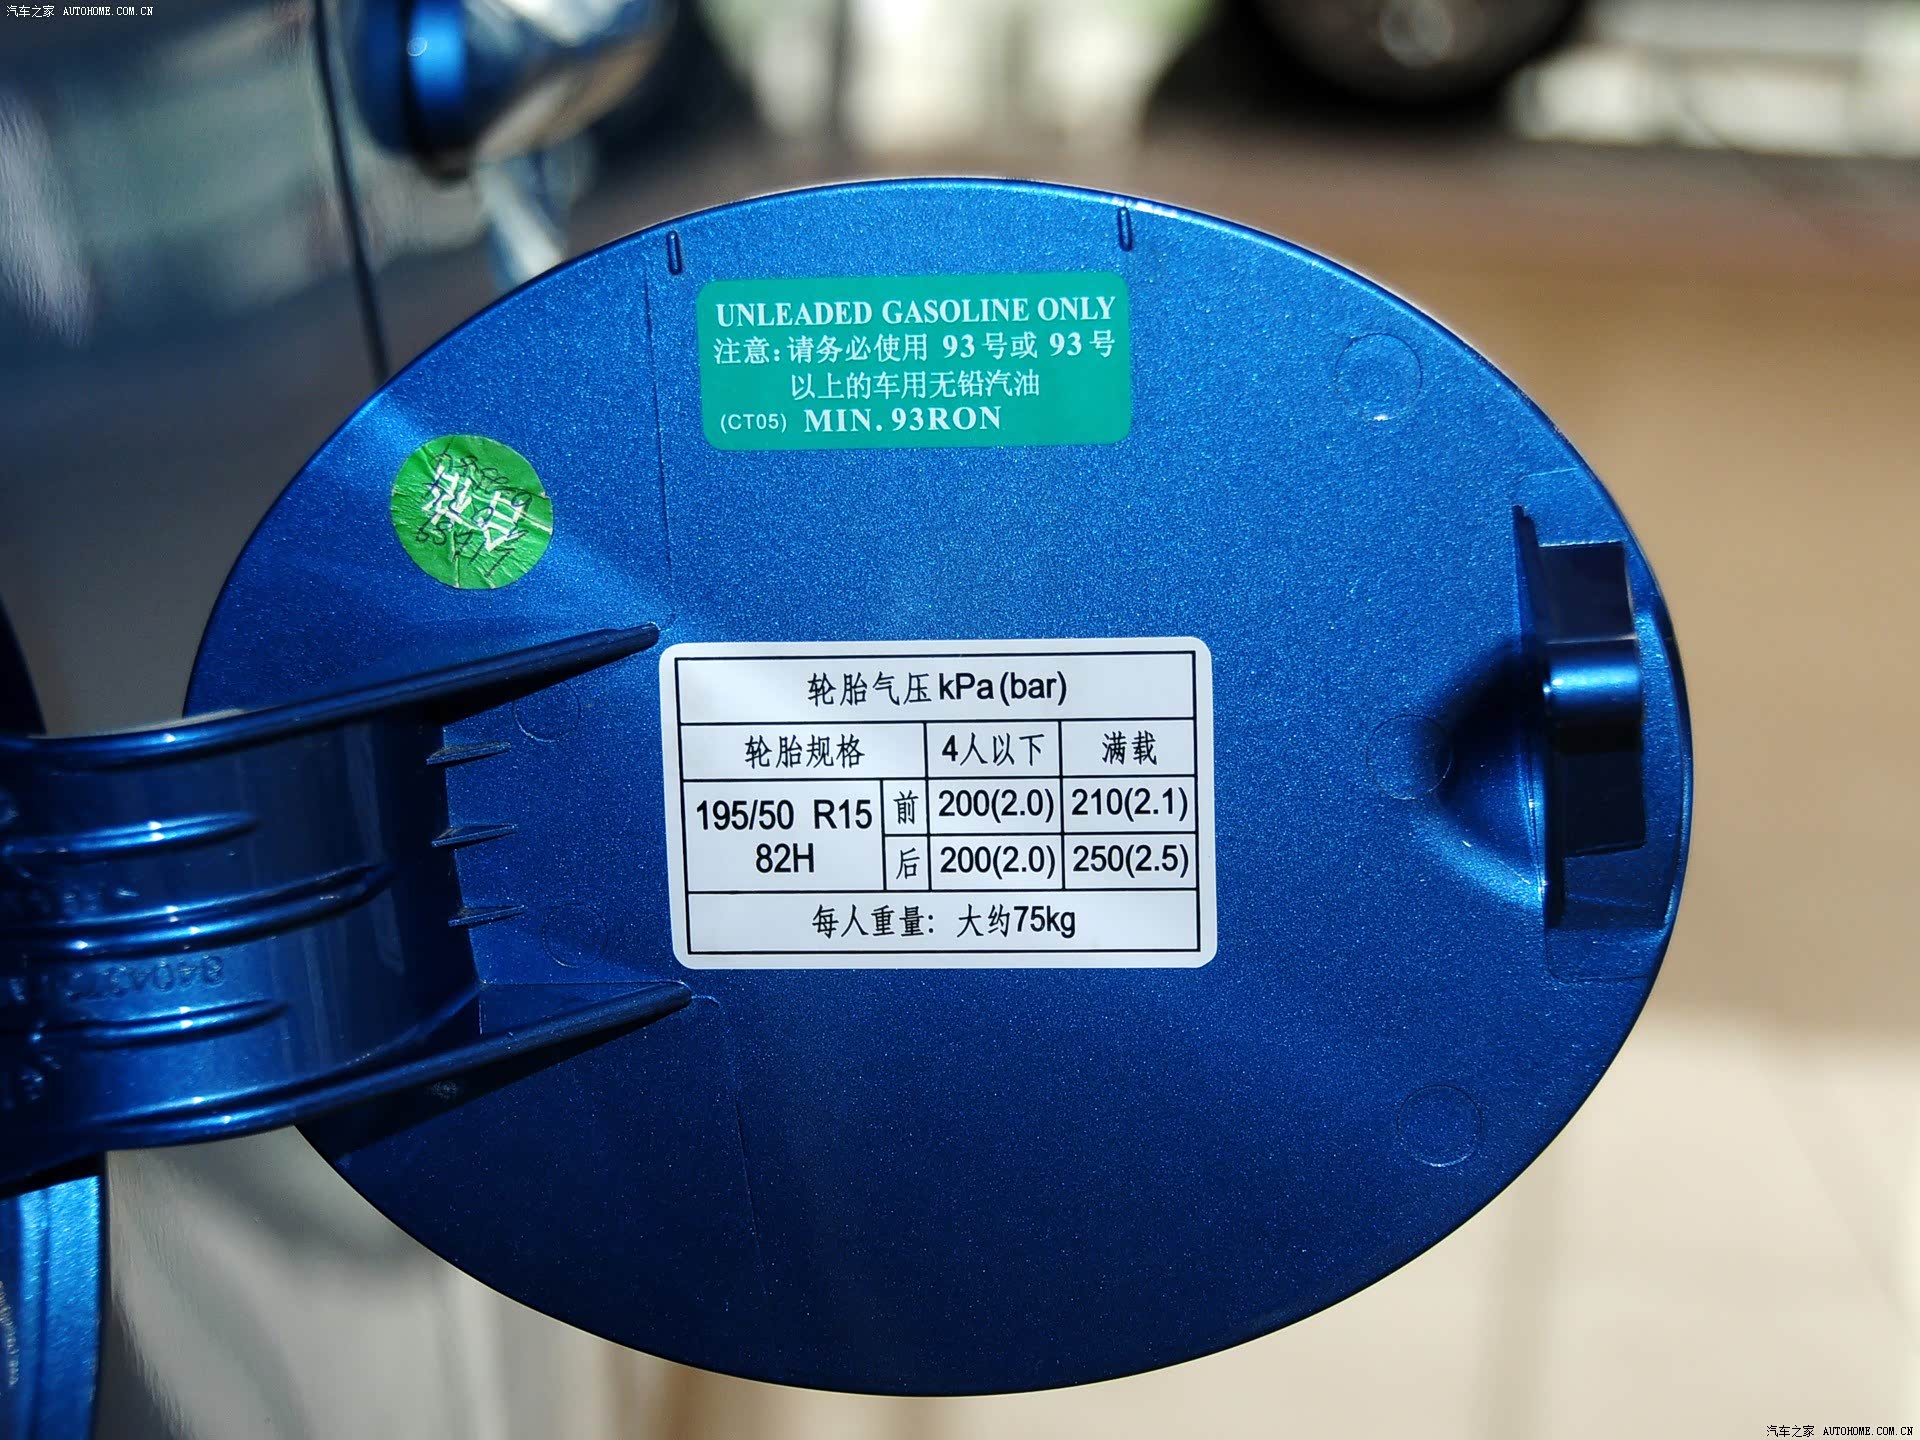 汽车之家 AUTOHOME.COM.CN
UNLEADED GASOLINE ONLY
注意:请务必使用 93号或 93号
以上的车用无铅汽油
(CT05) MIN. 93RON
轮胎气压kPa(bar)
轮胎规格 4人以下 满载
195/50 R15 82H 前 200(2.0) 210(2.1)
后 200(2.0) 250(2.5)
每人重量: 大约75kg
汽车之家 AUTOHOME.COM.CN